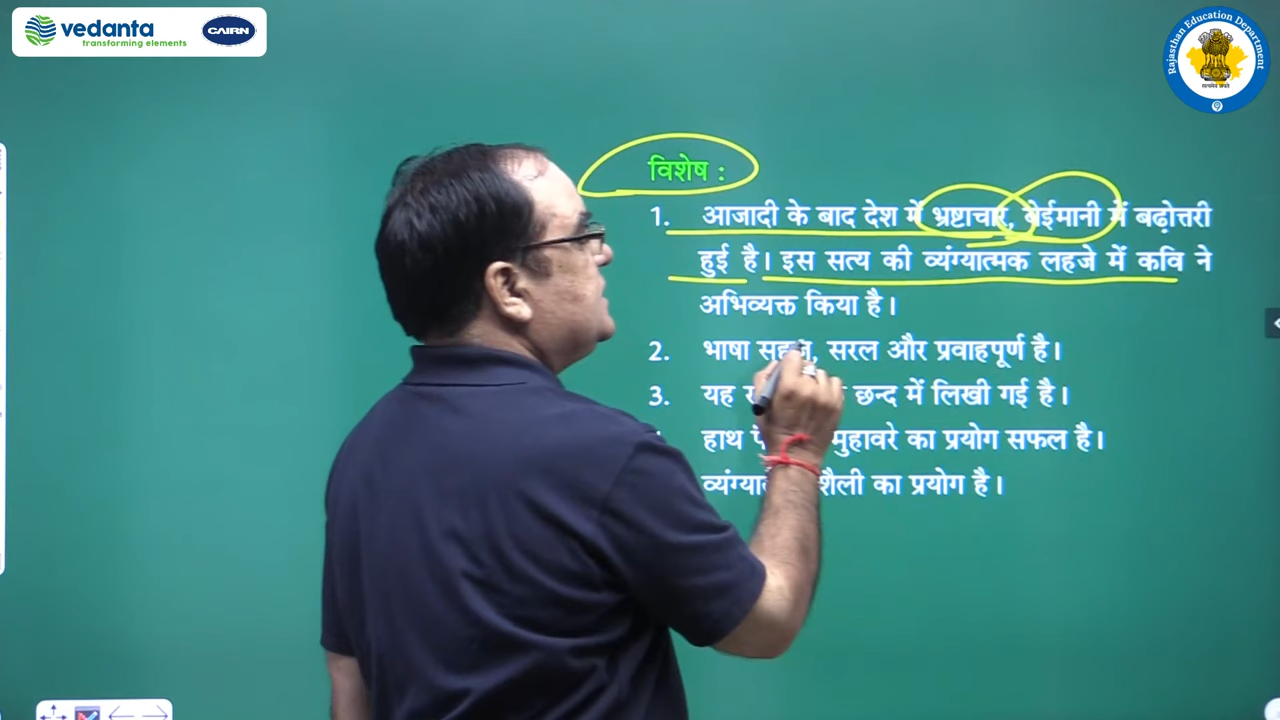 vedanta
transforming elements
CAIRN
Rajasthan Education Department
विशेष :
1. आजादी के बाद देश में भ्रष्टाचार, बेईमानी में बढ़ोत्तरी
हुई है। इस सत्य की व्यंग्यात्मक लहजे में कवि ने
अभिव्यक्त किया है।
2. भाषा सहज, सरल और प्रवाहपूर्ण है।
3. यह छन्द में लिखी गई है।
हाथ मुहावरे का प्रयोग सफल है।
शैली का प्रयोग है।